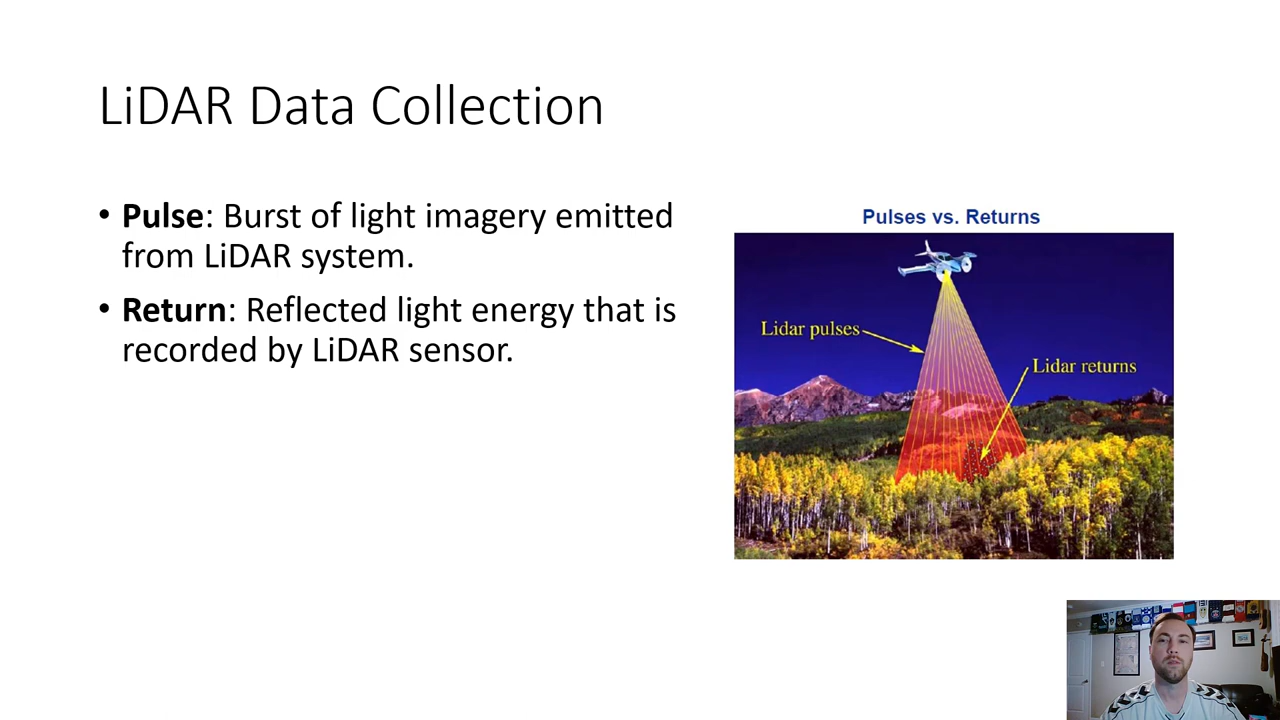 LiDAR Data Collection
• Pulse: Burst of light imagery emitted
from LiDAR system.
• Return: Reflected light energy that is
recorded by LiDAR sensor.
Pulses vs. Returns
Lidar pulses
Lidar returns